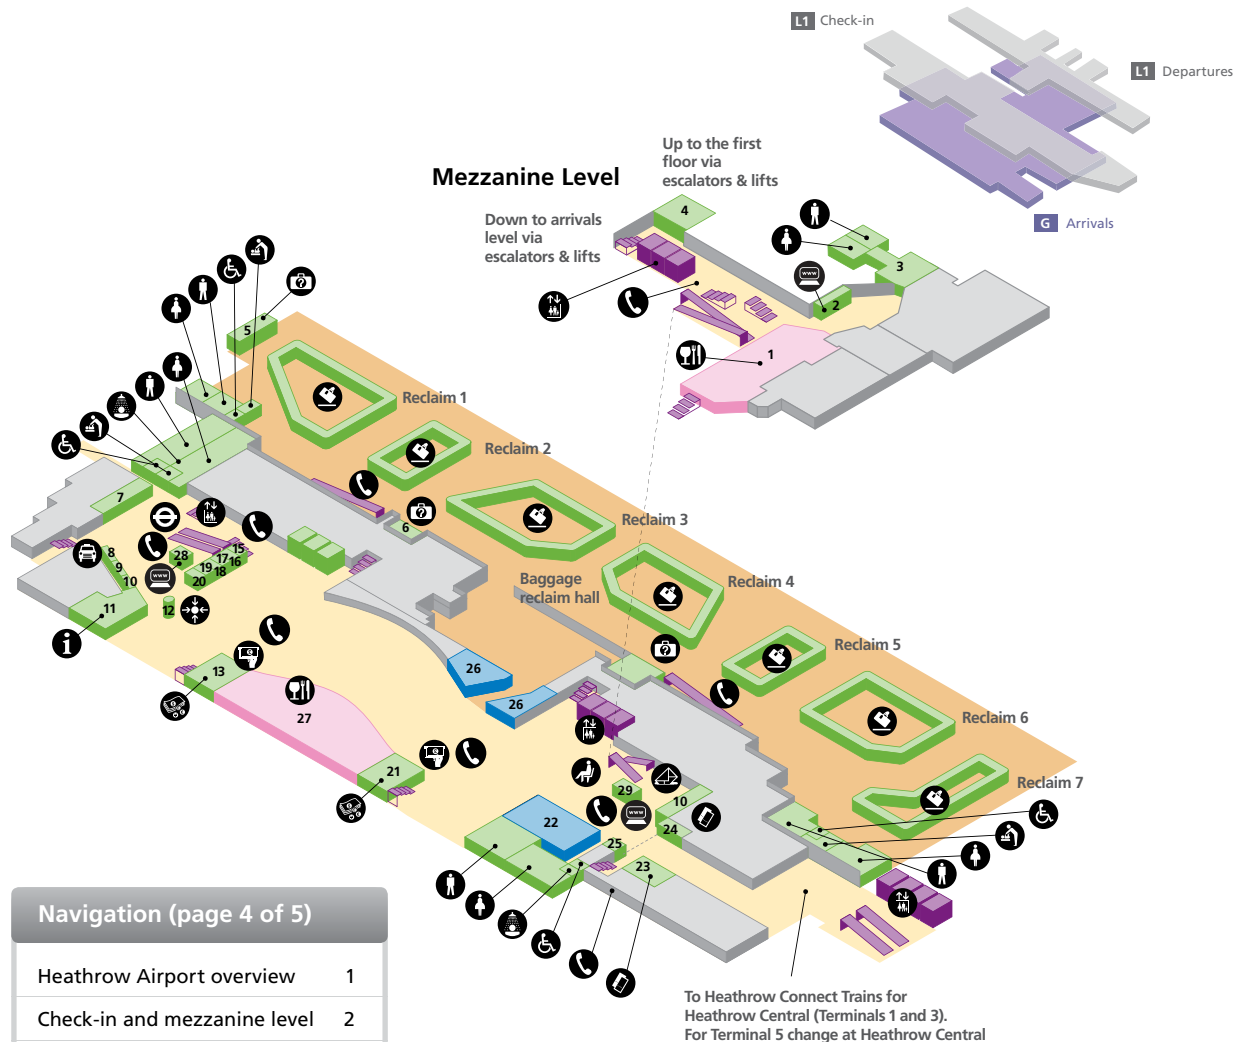 L1 Check-in
L1 Departures
G Arrivals
Mezzanine Level
Up to the first
floor via
escalators & lifts
Down to arrivals
level via
escalators & lifts
4
3
2
www
1
5
Reclaim 1
Reclaim 2
Reclaim 3
Reclaim 4
Reclaim 5
Reclaim 6
Reclaim 7
Baggage
reclaim hall
6
7
8
9
10
11
12
28
www
15
16
17
18
19
20
i
13
27
21
26
26
22
29
www
10
24
25
23
To Heathrow Connect Trains for
Heathrow Central (Terminals 1 and 3).
For Terminal 5 change at Heathrow Central
Navigation (page 4 of 5)
Heathrow Airport overview 1
Check-in and mezzanine level 2